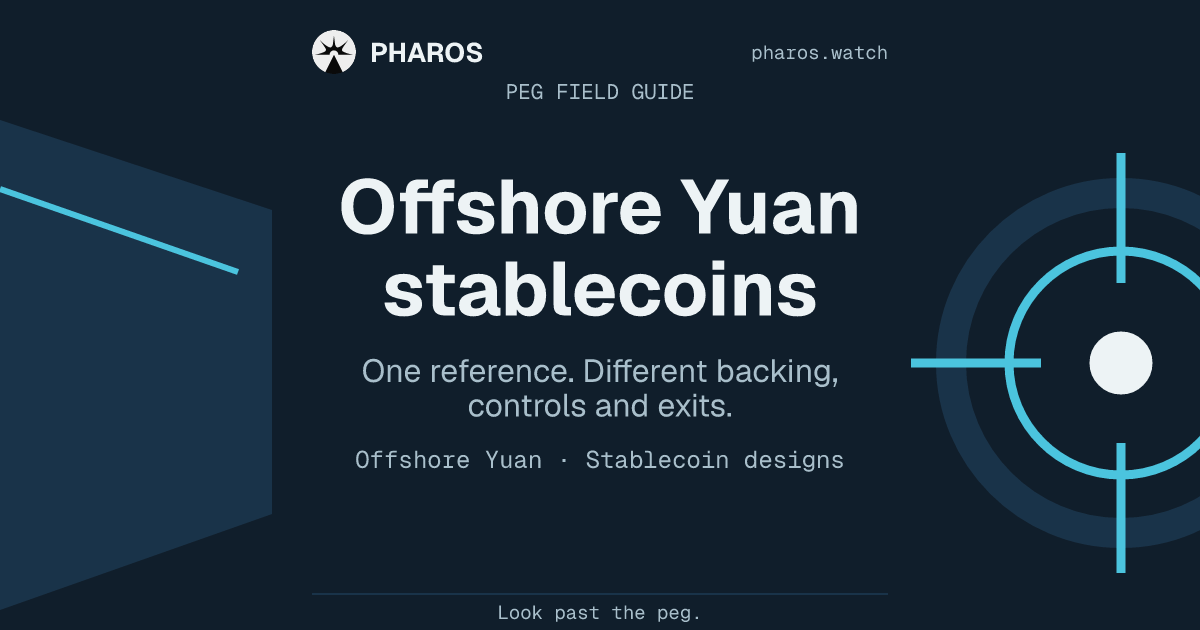 PHAROS
pharos.watch
PEG FIELD GUIDE
Offshore Yuan
stablecoins
One reference. Different backing,
controls and exits.
Offshore Yuan · Stablecoin designs
Look past the peg.